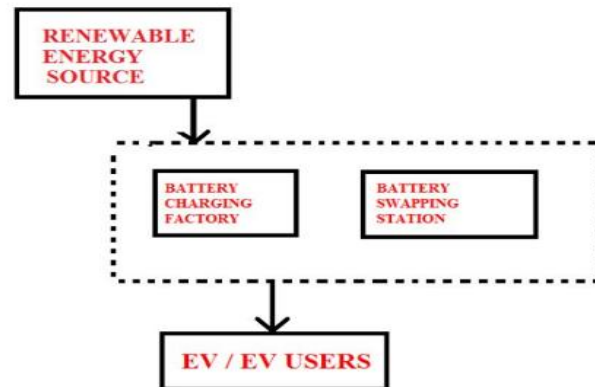 RENEWABLE
ENERGY
SOURCE
BATTERY
CHARGING
FACTORY
BATTERY
SWAPPING
STATION
EV / EV USERS